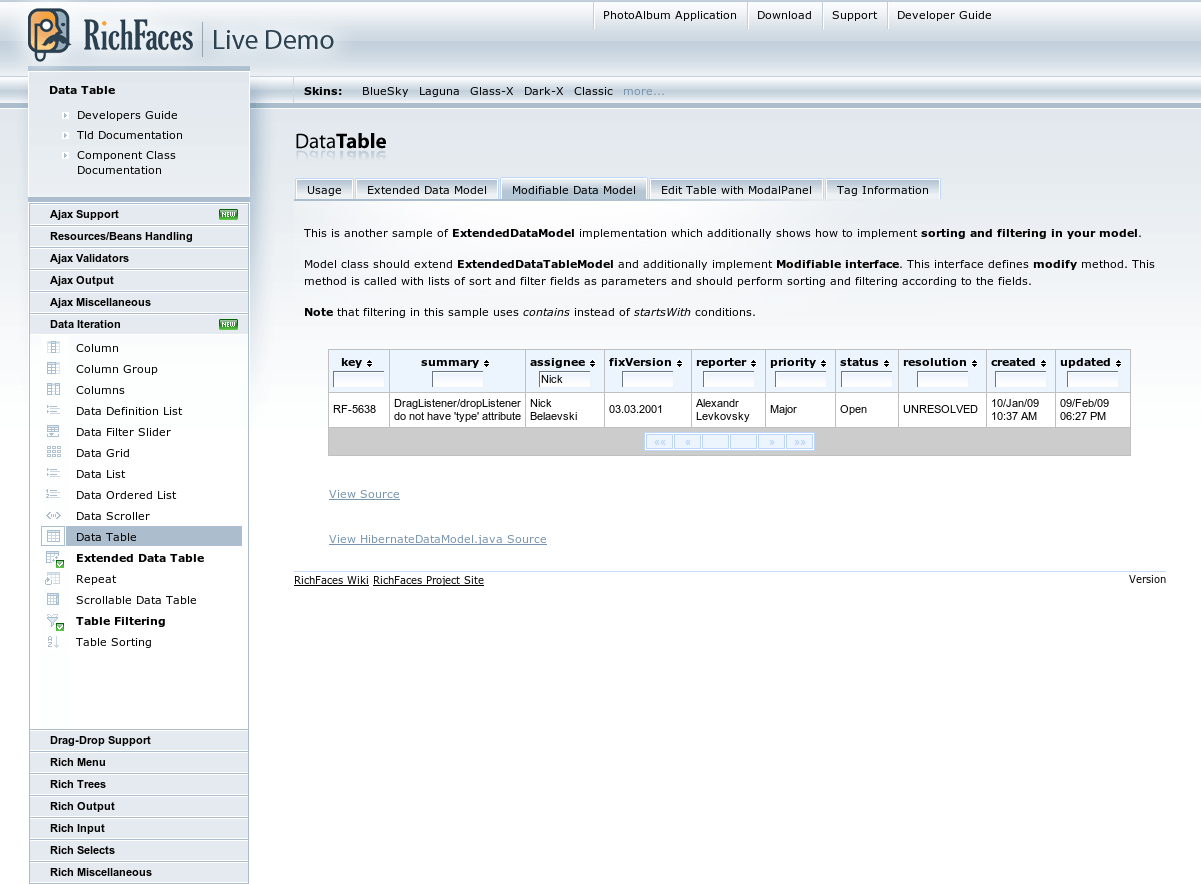 PhotoAlbum Application Download Support Developer Guide
RichFaces Live Demo
Data Table
Developers Guide
Tld Documentation
Component Class
Documentation
Skins: BlueSky Laguna Glass-X Dark-X Classic more...
DataTable
Usage Extended Data Model Modifiable Data Model Edit Table with ModalPanel Tag Information
Ajax Support NEW
Resources/Beans Handling
Ajax Validators
Ajax Output
Ajax Miscellaneous
Data Iteration NEW
Column
Column Group
Columns
Data Definition List
Data Filter Slider
Data Grid
Data List
Data Ordered List
Data Scroller
Data Table
Extended Data Table
Repeat
Scrollable Data Table
Table Filtering
Table Sorting
Drag-Drop Support
Rich Menu
Rich Trees
Rich Output
Rich Input
Rich Selects
Rich Miscellaneous
This is another sample of ExtendedDataModel implementation which additionally shows how to implement sorting and filtering in your model.
Model class should extend ExtendedDataTableModel and additionally implement Modifiable interface. This interface defines modify method. This
method is called with lists of sort and filter fields as parameters and should perform sorting and filtering according to the fields.
Note that filtering in this sample uses contains instead of startsWith conditions.
key summary assignee fixVersion reporter priority status resolution created updated
Nick
RF-5638 DragListener/dropListener do not have 'type' attribute Nick Belaevski 03.03.2001 Alexandr Levkovsky Major Open UNRESOLVED 10/Jan/09 10:37 AM 09/Feb/09 06:27 PM
«« « » »»
View Source
View HibernateDataModel.java Source
RichFaces Wiki RichFaces Project Site Version